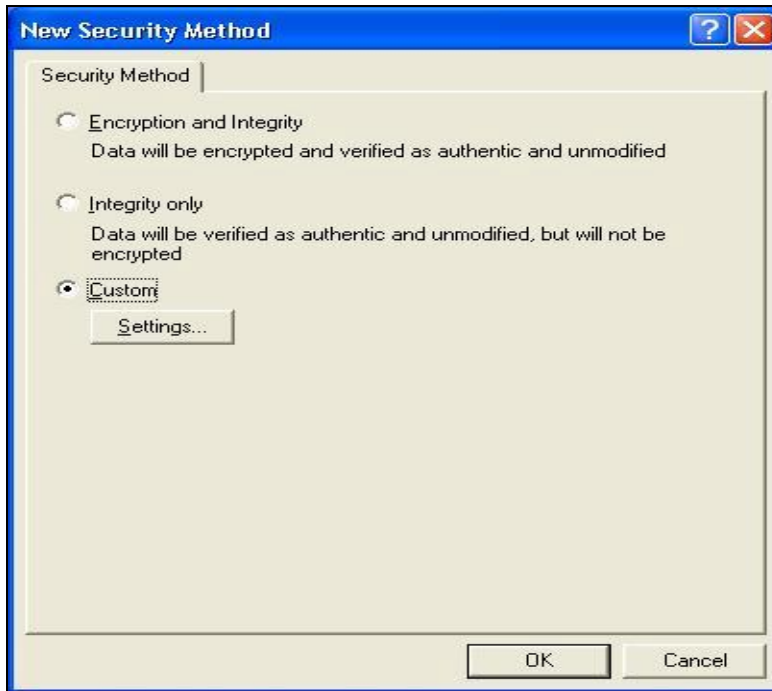 New Security Method
?
Security Method
Encryption and Integrity
Data will be encrypted and verified as authentic and unmodified
Integrity only
Data will be verified as authentic and unmodified, but will not be
encrypted
Custom
Settings...
OK
Cancel